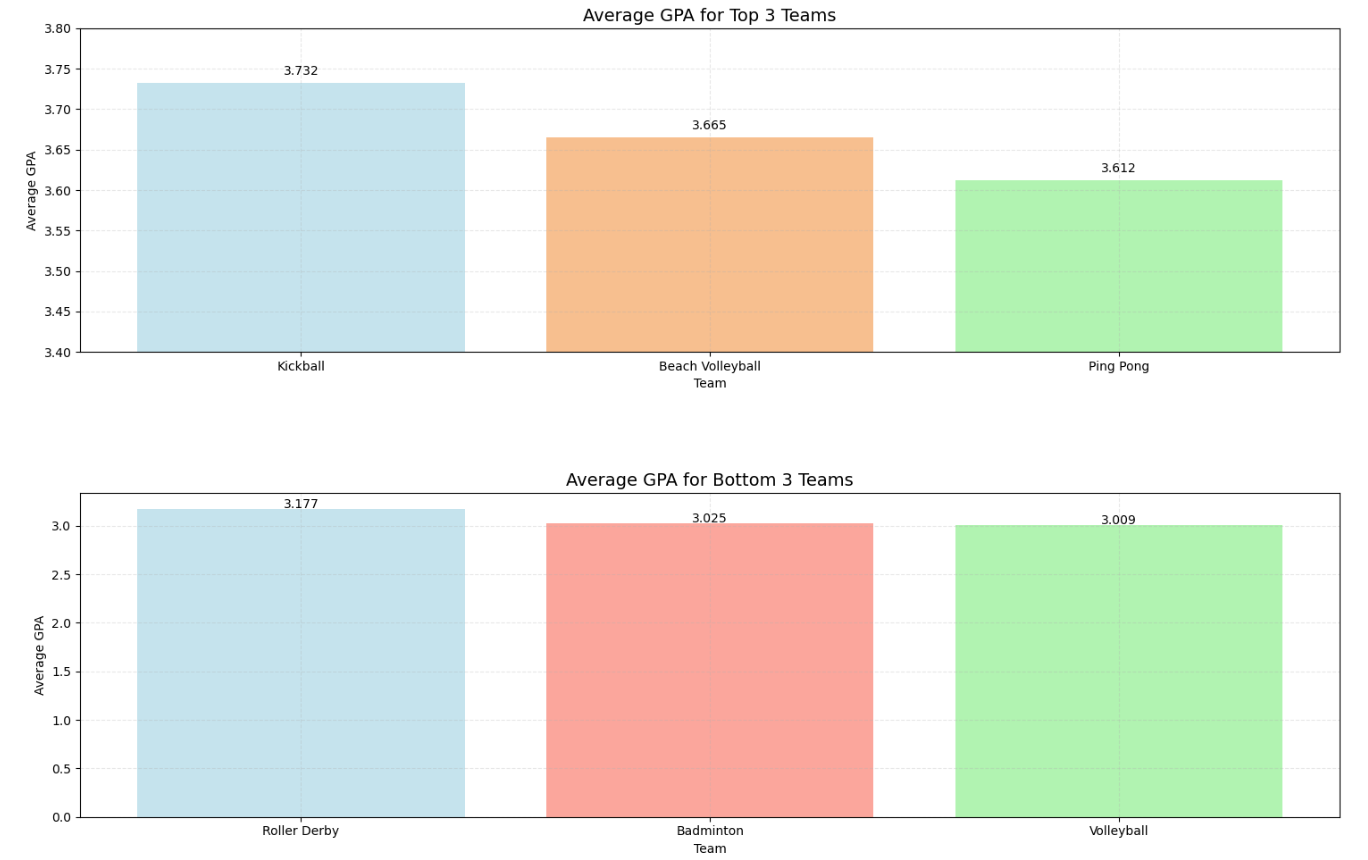 Average GPA for Top 3 Teams
Average GPA
3.80
3.75
3.70
3.65
3.60
3.55
3.50
3.45
3.40
3.732
3.665
3.612
Kickball
Beach Volleyball
Ping Pong
Team
Average GPA for Bottom 3 Teams
Average GPA
3.0
2.5
2.0
1.5
1.0
0.5
0.0
3.177
3.025
3.009
Roller Derby
Badminton
Volleyball
Team